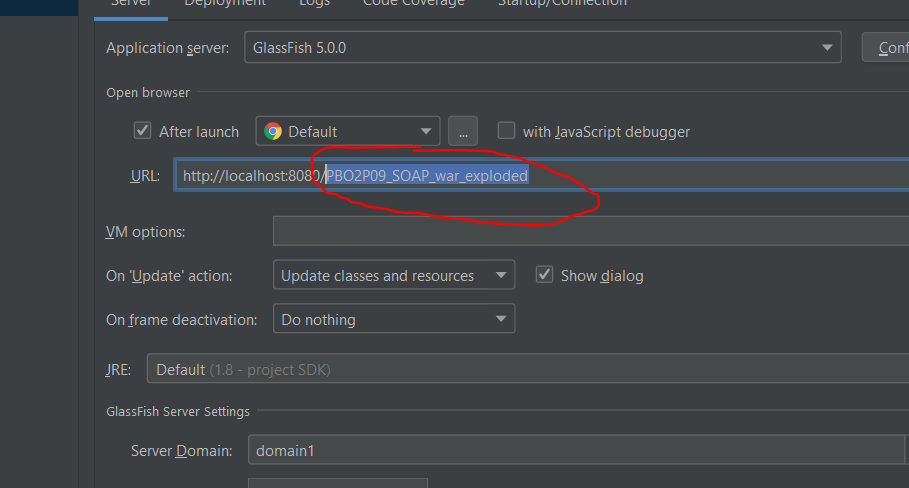 Server Deployment Logs Code Coverage Startup/Connection
Application server: GlassFish 5.0.0 Conf
Open browser
After launch Default ... with JavaScript debugger
URL: http://localhost:8080/PBO2P09_SOAP_war_exploded
VM options:
On 'Update' action: Update classes and resources Show dialog
On frame deactivation: Do nothing
JRE: Default (1.8 - project SDK)
GlassFish Server Settings
Server Domain: domain1